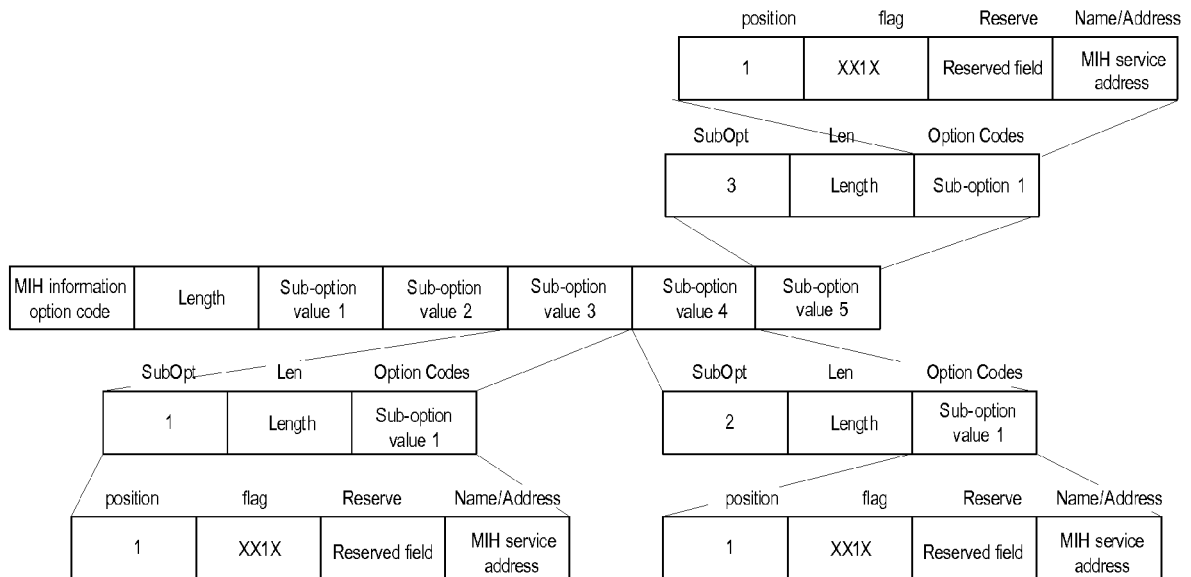 position flag Reserve Name/Address
1 XX1X Reserved field MIH service
address
SubOpt Len Option Codes
3 Length Sub-option 1
MIH information
option code
Length
Sub-option
value 1
Sub-option
value 2
Sub-option
value 3
Sub-option
value 4
Sub-option
value 5
SubOpt Len Option Codes
1 Length Sub-option
value 1
position flag Reserve Name/Address
1 XX1X Reserved field MIH service
address
SubOpt Len Option Codes
2 Length Sub-option
value 1
position flag Reserve Name/Address
1 XX1X Reserved field MIH service
address